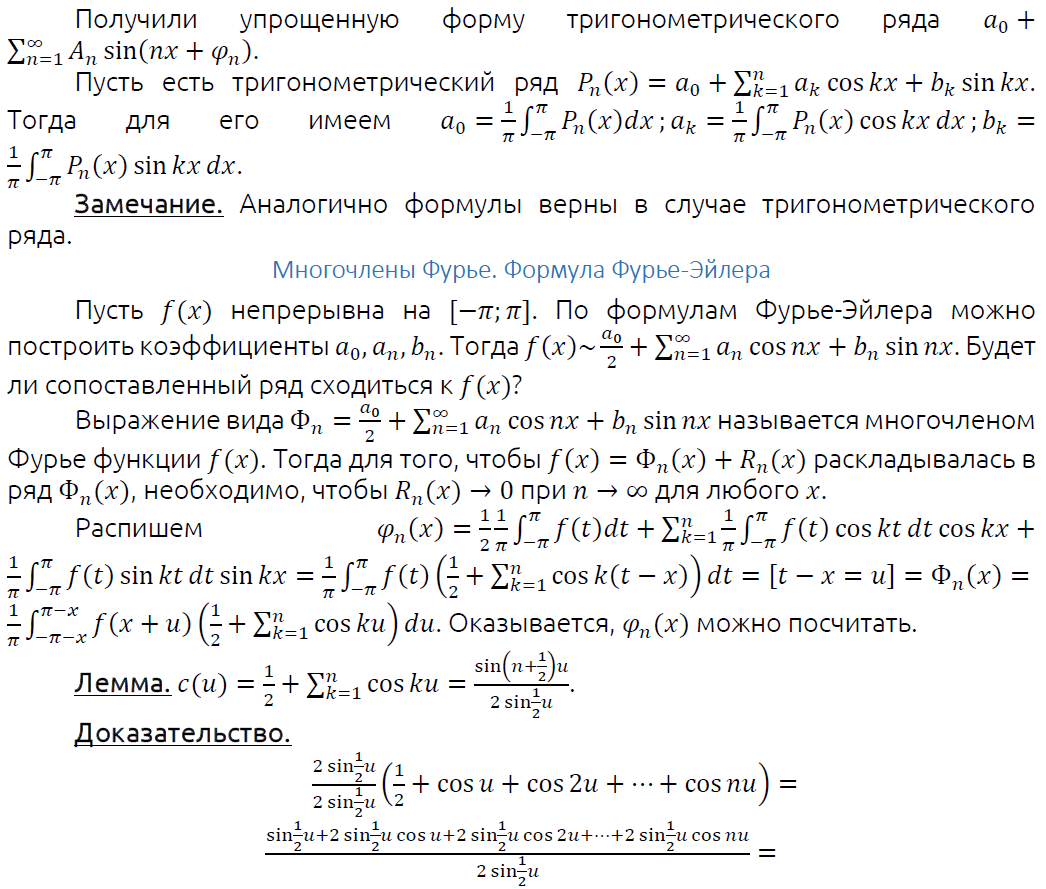 Получили упрощенную форму тригонометрического ряда $a_0 +$
$\sum_{n=1}^{\infty} A_n \sin(nx + \varphi_n)$.
Пусть есть тригонометрический ряд $P_n(x) = a_0 + \sum_{k=1}^{n} a_k \cos kx + b_k \sin kx$.
Тогда для его имеем $a_0 = \frac{1}{\pi}\int_{-\pi}^{\pi} P_n(x)dx ; a_k = \frac{1}{\pi}\int_{-\pi}^{\pi} P_n(x) \cos kx \, dx ; b_k =$
$\frac{1}{\pi}\int_{-\pi}^{\pi} P_n(x) \sin kx \, dx$.
Замечание. Аналогично формулы верны в случае тригонометрического
ряда.
Многочлены Фурье. Формула Фурье-Эйлера
Пусть $f(x)$ непрерывна на $[-\pi; \pi]$. По формулам Фурье-Эйлера можно
построить коэффициенты $a_0, a_n, b_n$. Тогда $f(x) \sim \frac{a_0}{2} + \sum_{n=1}^{\infty} a_n \cos nx + b_n \sin nx$. Будет
ли сопоставленный ряд сходиться к $f(x)$?
Выражение вида $\Phi_n = \frac{a_0}{2} + \sum_{n=1}^{\infty} a_n \cos nx + b_n \sin nx$ называется многочленом
Фурье функции $f(x)$. Тогда для того, чтобы $f(x) = \Phi_n(x) + R_n(x)$ раскладывалась в
ряд $\Phi_n(x)$, необходимо, чтобы $R_n(x) \to 0$ при $n \to \infty$ для любого $x$.
Распишем $\varphi_n(x) = \frac{1}{2}\frac{1}{\pi}\int_{-\pi}^{\pi} f(t)dt + \sum_{k=1}^{n} \frac{1}{\pi}\int_{-\pi}^{\pi} f(t) \cos kt \, dt \cos kx +$
$\frac{1}{\pi}\int_{-\pi}^{\pi} f(t) \sin kt \, dt \sin kx = \frac{1}{\pi}\int_{-\pi}^{\pi} f(t) \left(\frac{1}{2} + \sum_{k=1}^{n} \cos k(t - x)\right) dt = [t - x = u] = \Phi_n(x) =$
$\frac{1}{\pi}\int_{-\pi-x}^{\pi-x} f(x + u) \left(\frac{1}{2} + \sum_{k=1}^{n} \cos ku\right) du$. Оказывается, $\varphi_n(x)$ можно посчитать.
Лемма. $c(u) = \frac{1}{2} + \sum_{k=1}^{n} \cos ku = \frac{\sin\left(n+\frac{1}{2}\right)u}{2 \sin\frac{1}{2}u}$.
Доказательство.
$\frac{2 \sin\frac{1}{2}u}{2 \sin\frac{1}{2}u}\left(\frac{1}{2} + \cos u + \cos 2u + \cdots + \cos nu\right) =$
$\frac{\sin\frac{1}{2}u + 2 \sin\frac{1}{2}u \cos u + 2 \sin\frac{1}{2}u \cos 2u + \cdots + 2 \sin\frac{1}{2}u \cos nu}{2 \sin\frac{1}{2}u} =$